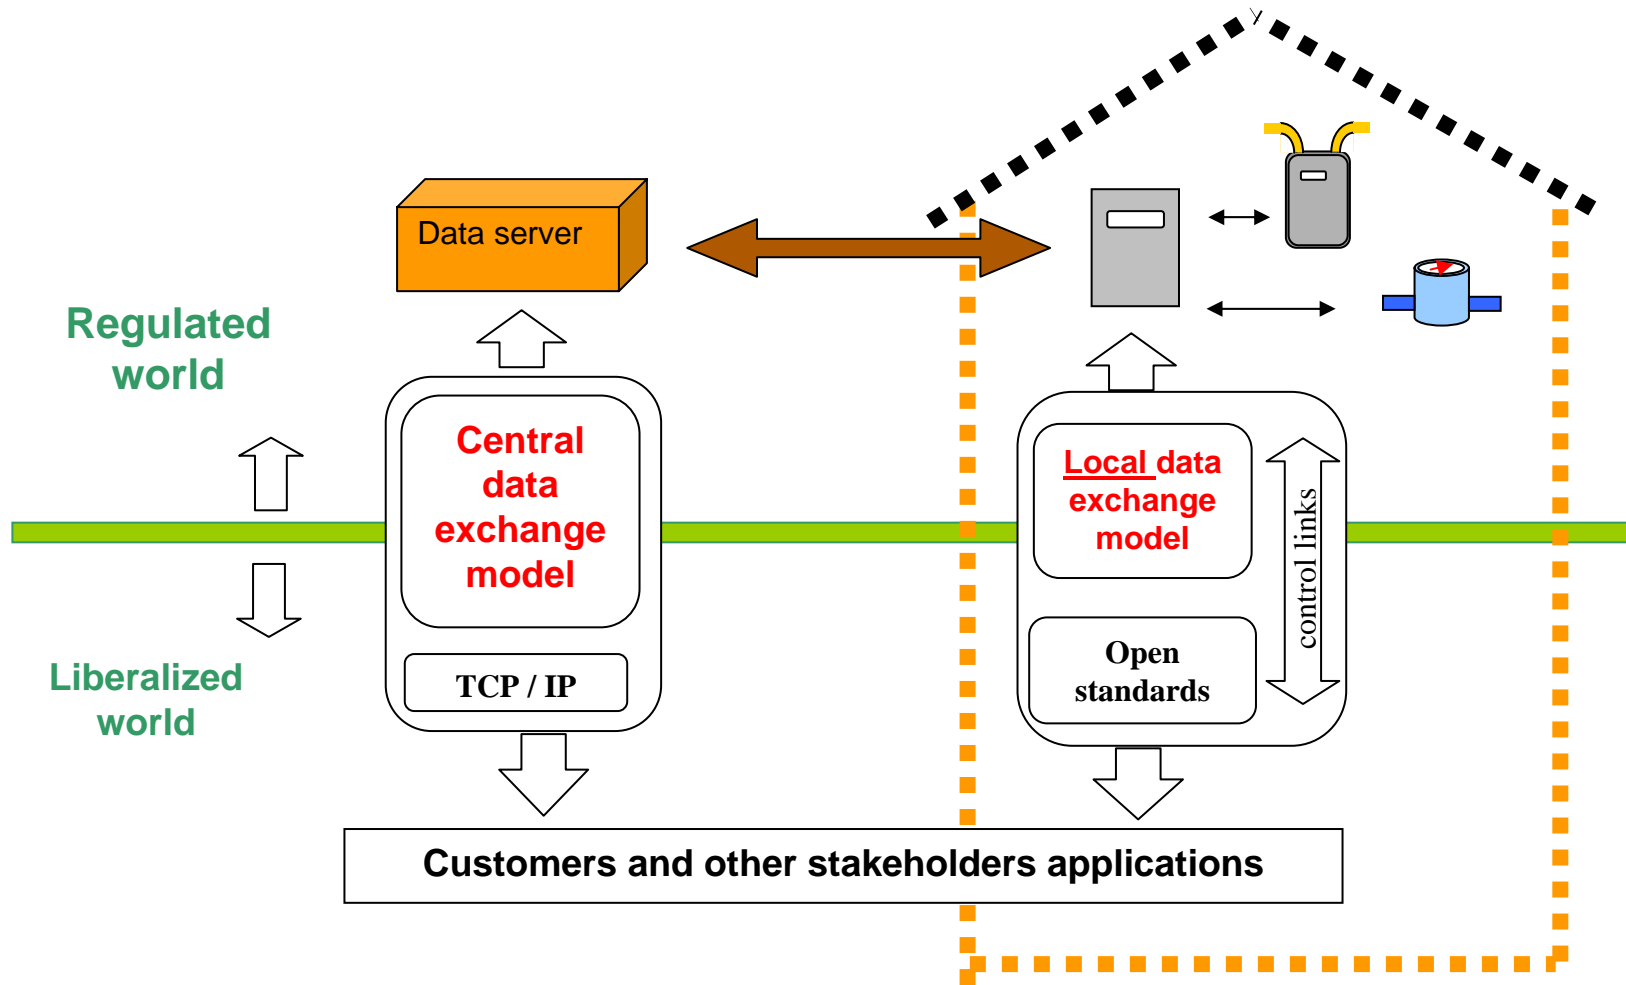 Data server
Regulated
world
Central
data
exchange
model
Local data
exchange
model
control links
Liberalized
world
TCP / IP
Open
standards
Customers and other stakeholders applications